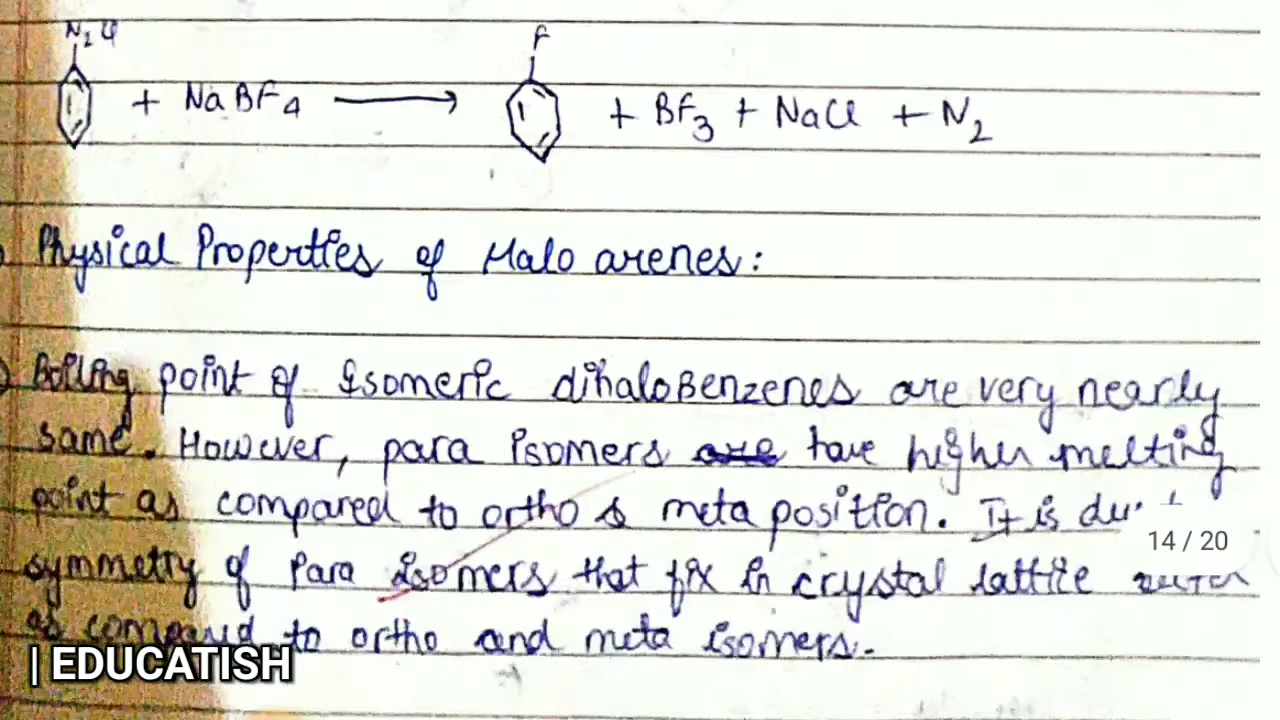 N₂Cl
F
+ NaBF₄ ⟶ + BF₃ + NaCl + N₂
Physical Properties of Halo arenes:
Boiling point of Isomeric dihaloBenzenes are very nearly
same. However, para isomers are have higher melting
point as compared to ortho & meta position. It is due
14 / 20
symmetry of Para isomers that fix in crystal lattice
as compared to ortho and meta isomers.
| EDUCATISH